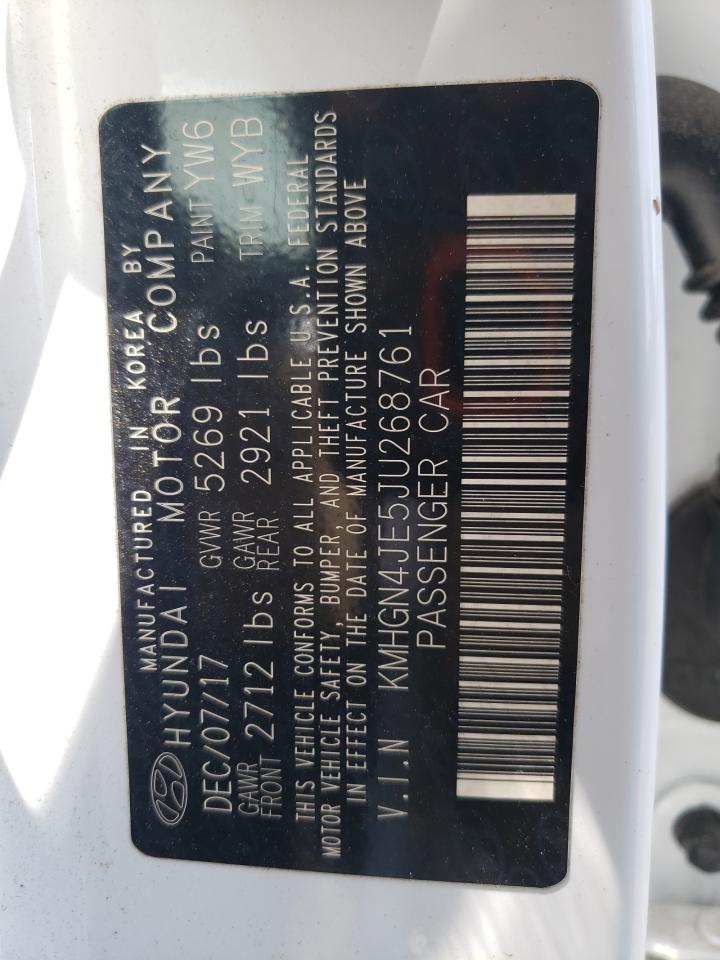 MANUFACTURED IN KOREA BY
HYUNDAI MOTOR COMPANY
DEC/07/17 GVWR 5269 lbs PAINT YW6
GAWR FRONT 2712 lbs GAWR REAR 2921 lbs TRIM WYB
THIS VEHICLE CONFORMS TO ALL APPLICABLE U.S.A. FEDERAL
MOTOR VEHICLE SAFETY, BUMPER, AND THEFT PREVENTION STANDARDS
IN EFFECT ON THE DATE OF MANUFACTURE SHOWN ABOVE
V.I.N KMHGN4JE5JU268761
PASSENGER CAR